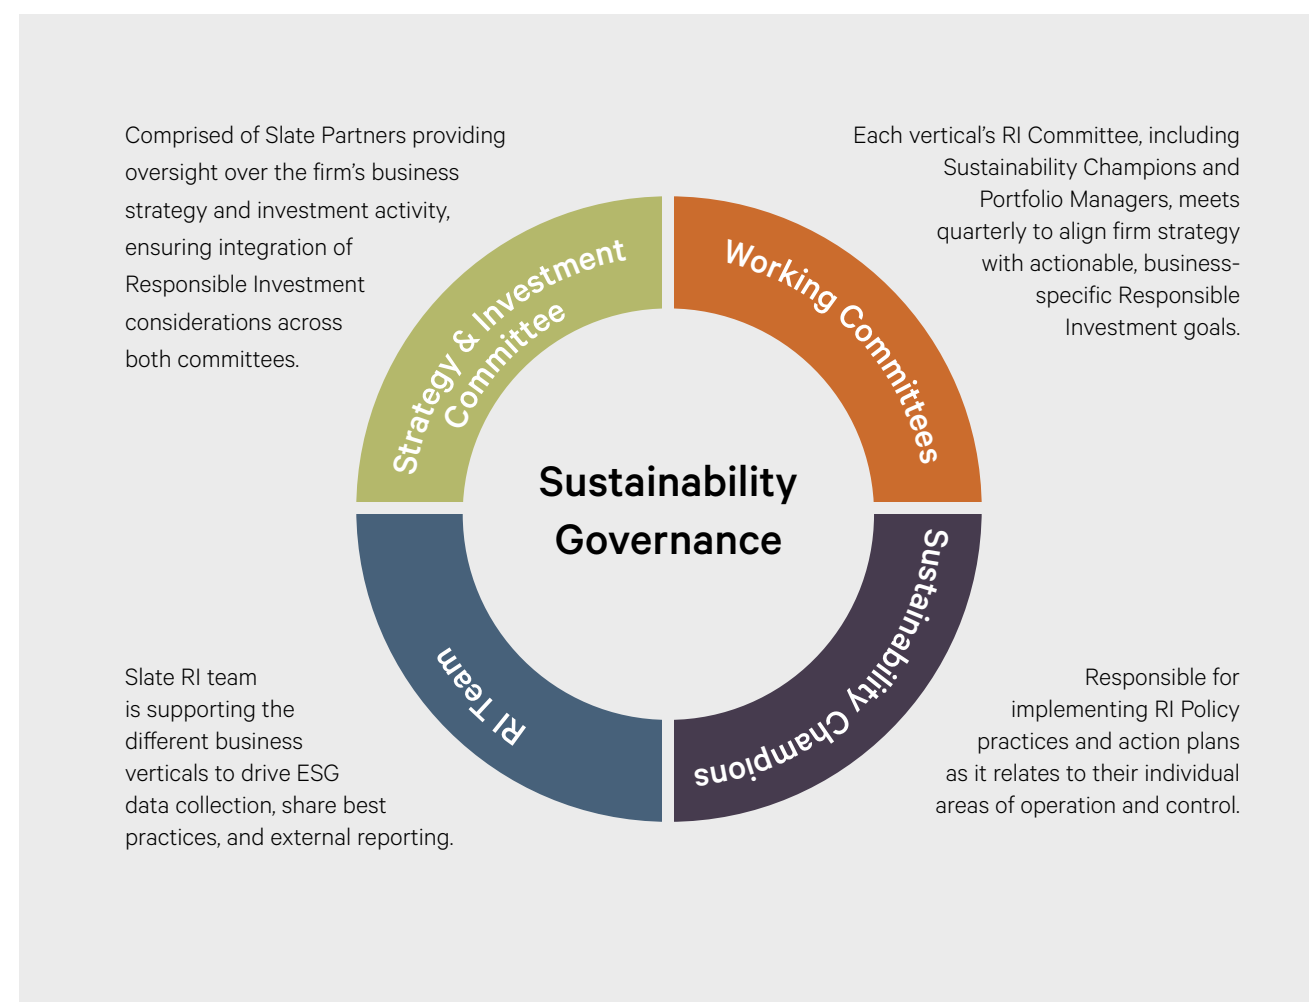 Comprised of Slate Partners providing
oversight over the firm's business
strategy and investment activity,
ensuring integration of
Responsible Investment
considerations across
both committees.
Each vertical's RI Committee, including
Sustainability Champions and
Portfolio Managers, meets
quarterly to align firm strategy
with actionable, business-
specific Responsible
Investment goals.
Strategy & Investment
Committee
Working Committees
Sustainability
Governance
RI Team
Sustainability Champions
Slate RI team
is supporting the
different business
verticals to drive ESG
data collection, share best
practices, and external reporting.
Responsible for
implementing RI Policy
practices and action plans
as it relates to their individual
areas of operation and control.